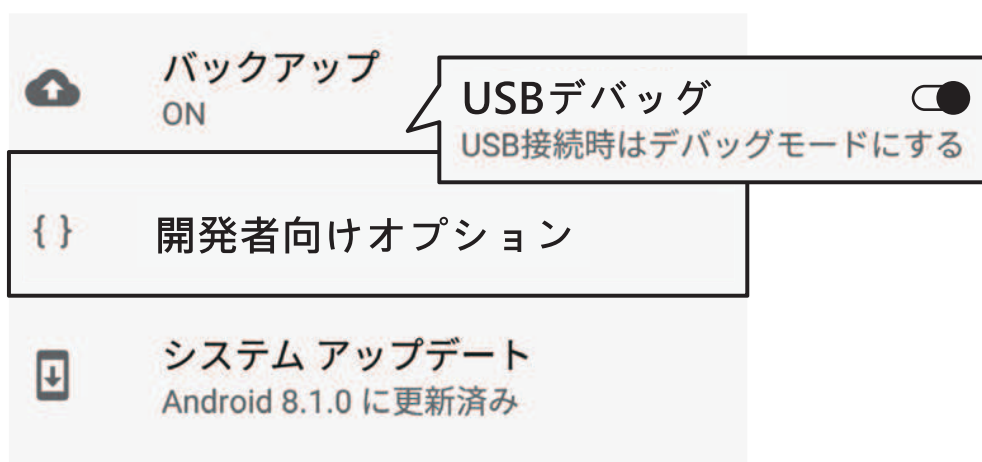 バックアップ
ON
USBデバッグ
USB接続時はデバッグモードにする
{ } 開発者向けオプション
システム アップデート
Android 8.1.0 に更新済み